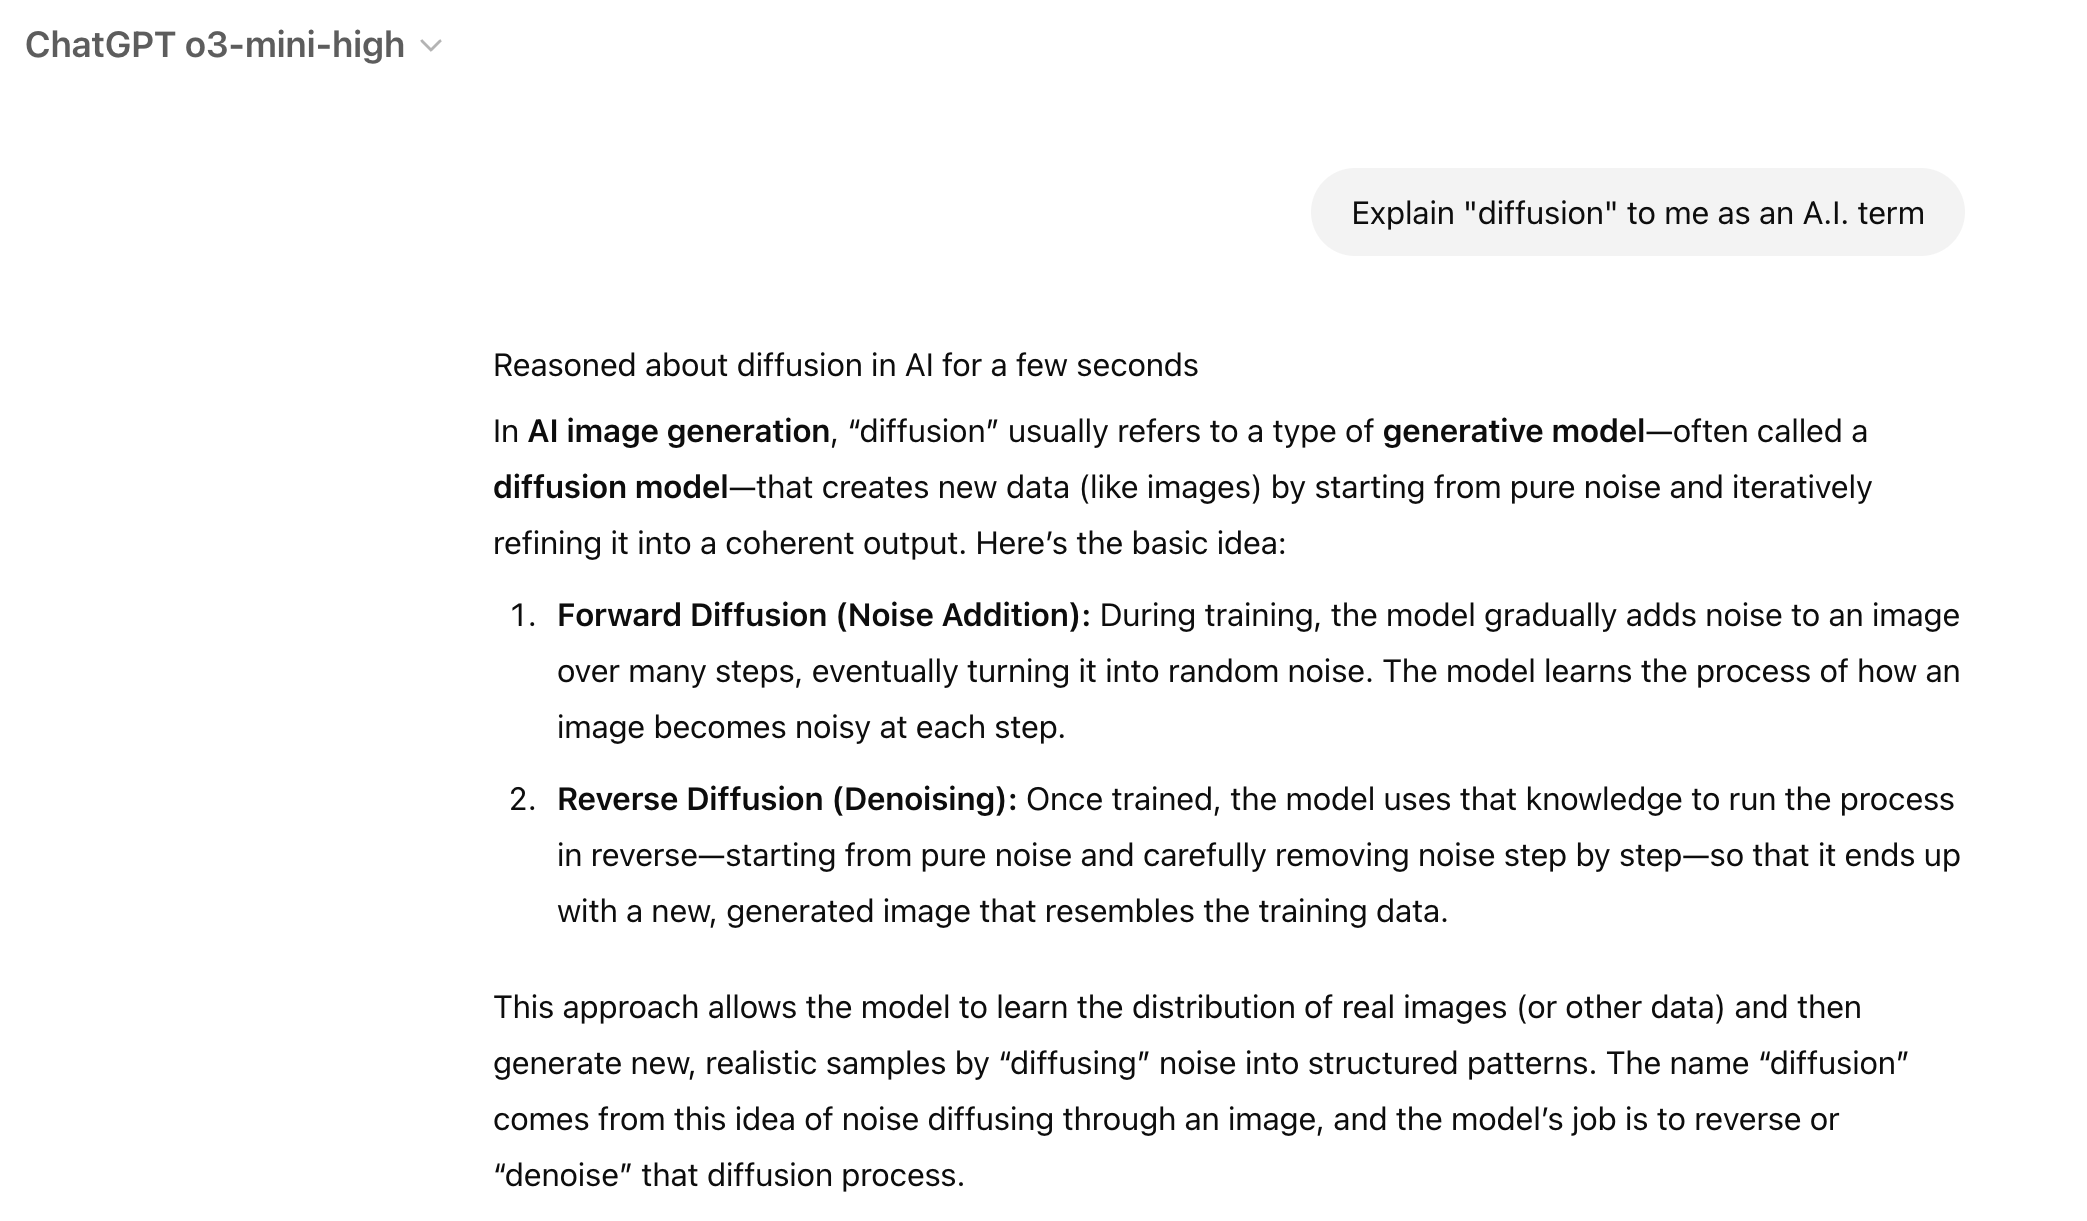 ChatGPT o3-mini-high
Explain "diffusion" to me as an A.I. term
Reasoned about diffusion in AI for a few seconds
In AI image generation, “diffusion” usually refers to a type of generative model—often called a
diffusion model—that creates new data (like images) by starting from pure noise and iteratively
refining it into a coherent output. Here’s the basic idea:
1. Forward Diffusion (Noise Addition): During training, the model gradually adds noise to an image
over many steps, eventually turning it into random noise. The model learns the process of how an
image becomes noisy at each step.
2. Reverse Diffusion (Denoising): Once trained, the model uses that knowledge to run the process
in reverse—starting from pure noise and carefully removing noise step by step—so that it ends up
with a new, generated image that resembles the training data.
This approach allows the model to learn the distribution of real images (or other data) and then
generate new, realistic samples by “diffusing” noise into structured patterns. The name “diffusion”
comes from this idea of noise diffusing through an image, and the model’s job is to reverse or
“denoise” that diffusion process.